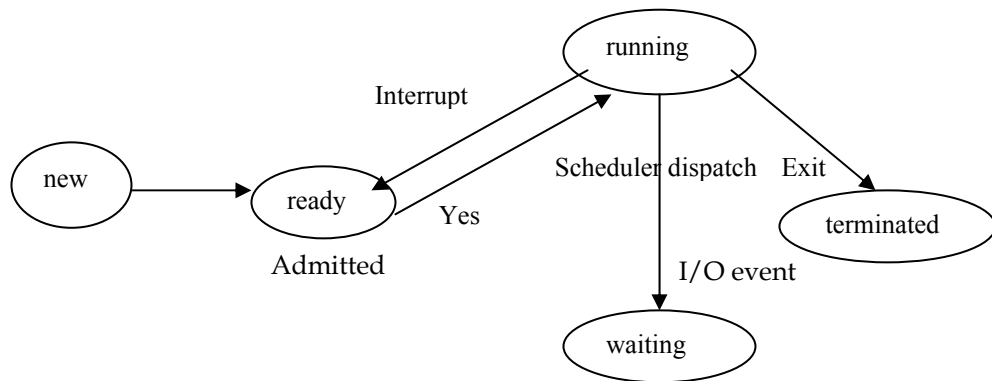 running
Interrupt
Scheduler dispatch
Exit
new
ready
Yes
terminated
Admitted
I/O event
waiting